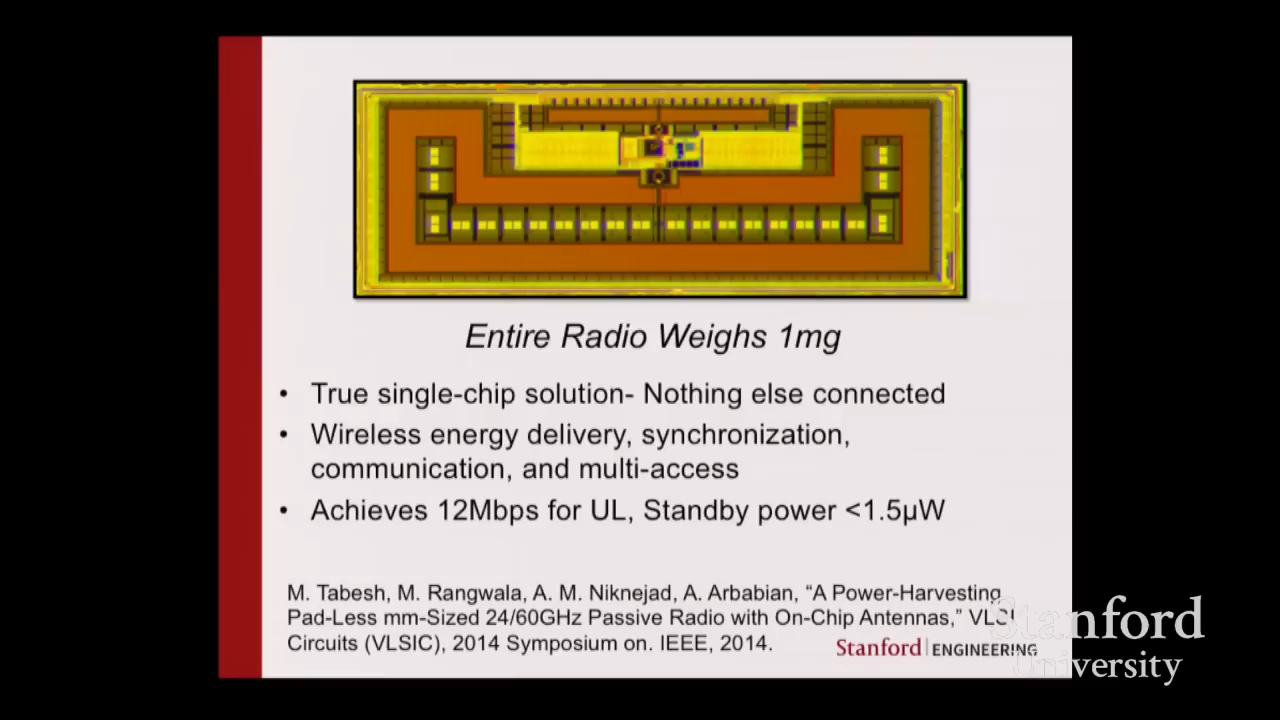 Entire Radio Weighs 1mg
• True single-chip solution- Nothing else connected
• Wireless energy delivery, synchronization,
communication, and multi-access
• Achieves 12Mbps for UL, Standby power <1.5µW
M. Tabesh, M. Rangwala, A. M. Niknejad, A. Arbabian, “A Power-Harvesting
Pad-Less mm-Sized 24/60GHz Passive Radio with On-Chip Antennas,” VLSI
Circuits (VLSIC), 2014 Symposium on. IEEE, 2014.
Stanford | ENGINEERING
Stanford
University